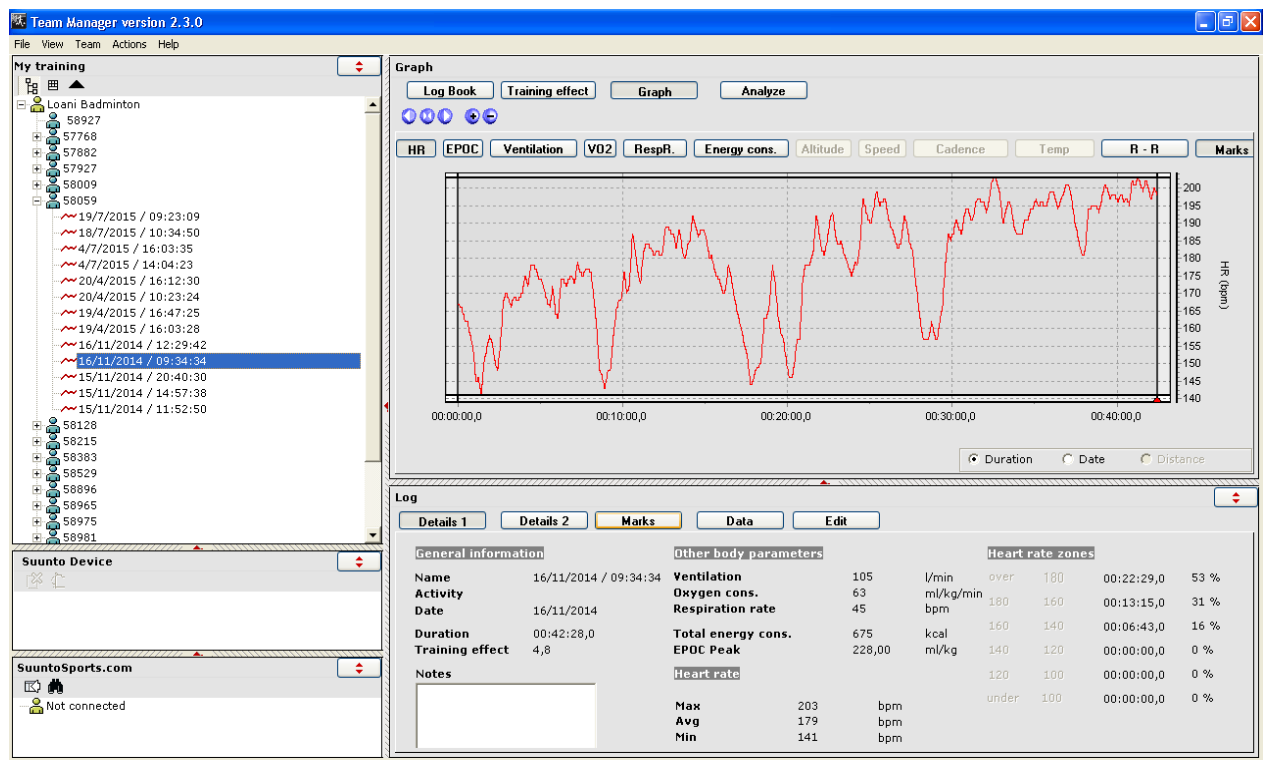 Team Manager version 2.3.0
File View Team Actions Help
My training
Loani Badminton
58927
57768
57882
57927
58009
58059
19/7/2015 / 09:23:09
18/7/2015 / 10:34:50
4/7/2015 / 16:03:35
4/7/2015 / 14:04:23
20/4/2015 / 16:12:30
20/4/2015 / 10:23:24
19/4/2015 / 16:47:25
19/4/2015 / 16:03:28
16/11/2014 / 12:29:42
16/11/2014 / 09:34:34
15/11/2014 / 20:40:30
15/11/2014 / 14:57:38
15/11/2014 / 11:52:50
58128
58215
58383
58529
58896
58965
58975
58981
Suunto Device
SuuntoSports.com
Not connected
Graph
Log Book Training effect Graph Analyze
HR EPOC Ventilation VO2 RespR. Energy cons. Altitude Speed Cadence Temp R - R Marks
200
195
190
185
180
175
170
165
160
155
150
145
140
HR (bpm)
00:00:00,0 00:10:00,0 00:20:00,0 00:30:00,0 00:40:00,0
Duration Date Distance
Log
Details 1 Details 2 Marks Data Edit
General information
Name 16/11/2014 / 09:34:34
Activity
Date 16/11/2014
Duration 00:42:28,0
Training effect 4,8
Notes
Other body parameters
Ventilation 105 l/min
Oxygen cons. 63 ml/kg/min
Respiration rate 45 bpm
Total energy cons. 675 kcal
EPOC Peak 228,00 ml/kg
Heart rate
Max 203 bpm
Avg 179 bpm
Min 141 bpm
Heart rate zones
over 180 00:22:29,0 53 %
180 160 00:13:15,0 31 %
160 140 00:06:43,0 16 %
140 120 00:00:00,0 0 %
120 100 00:00:00,0 0 %
under 100 00:00:00,0 0 %